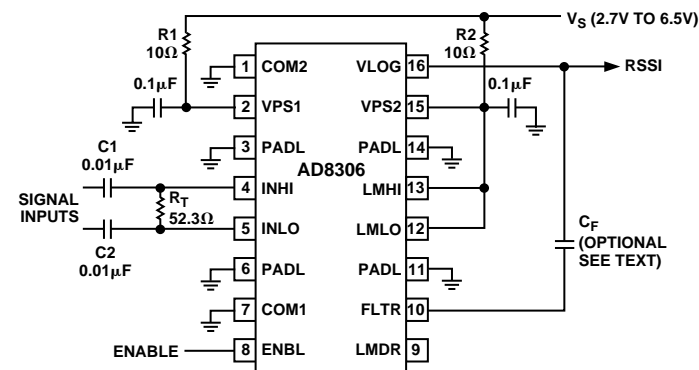 V_S (2.7V TO 6.5V)
R1
10Ω
R2
10Ω
0.1μF
0.1μF
1 COM2
VLOG 16
RSSI
2 VPS1
VPS2 15
3 PADL
PADL 14
AD8306
C1
0.01μF
4 INHI
LMHI 13
SIGNAL
INPUTS
R_T
52.3Ω
5 INLO
LMLO 12
C2
0.01μF
C_F
(OPTIONAL
SEE TEXT)
6 PADL
PADL 11
7 COM1
FLTR 10
ENABLE
8 ENBL
LMDR 9